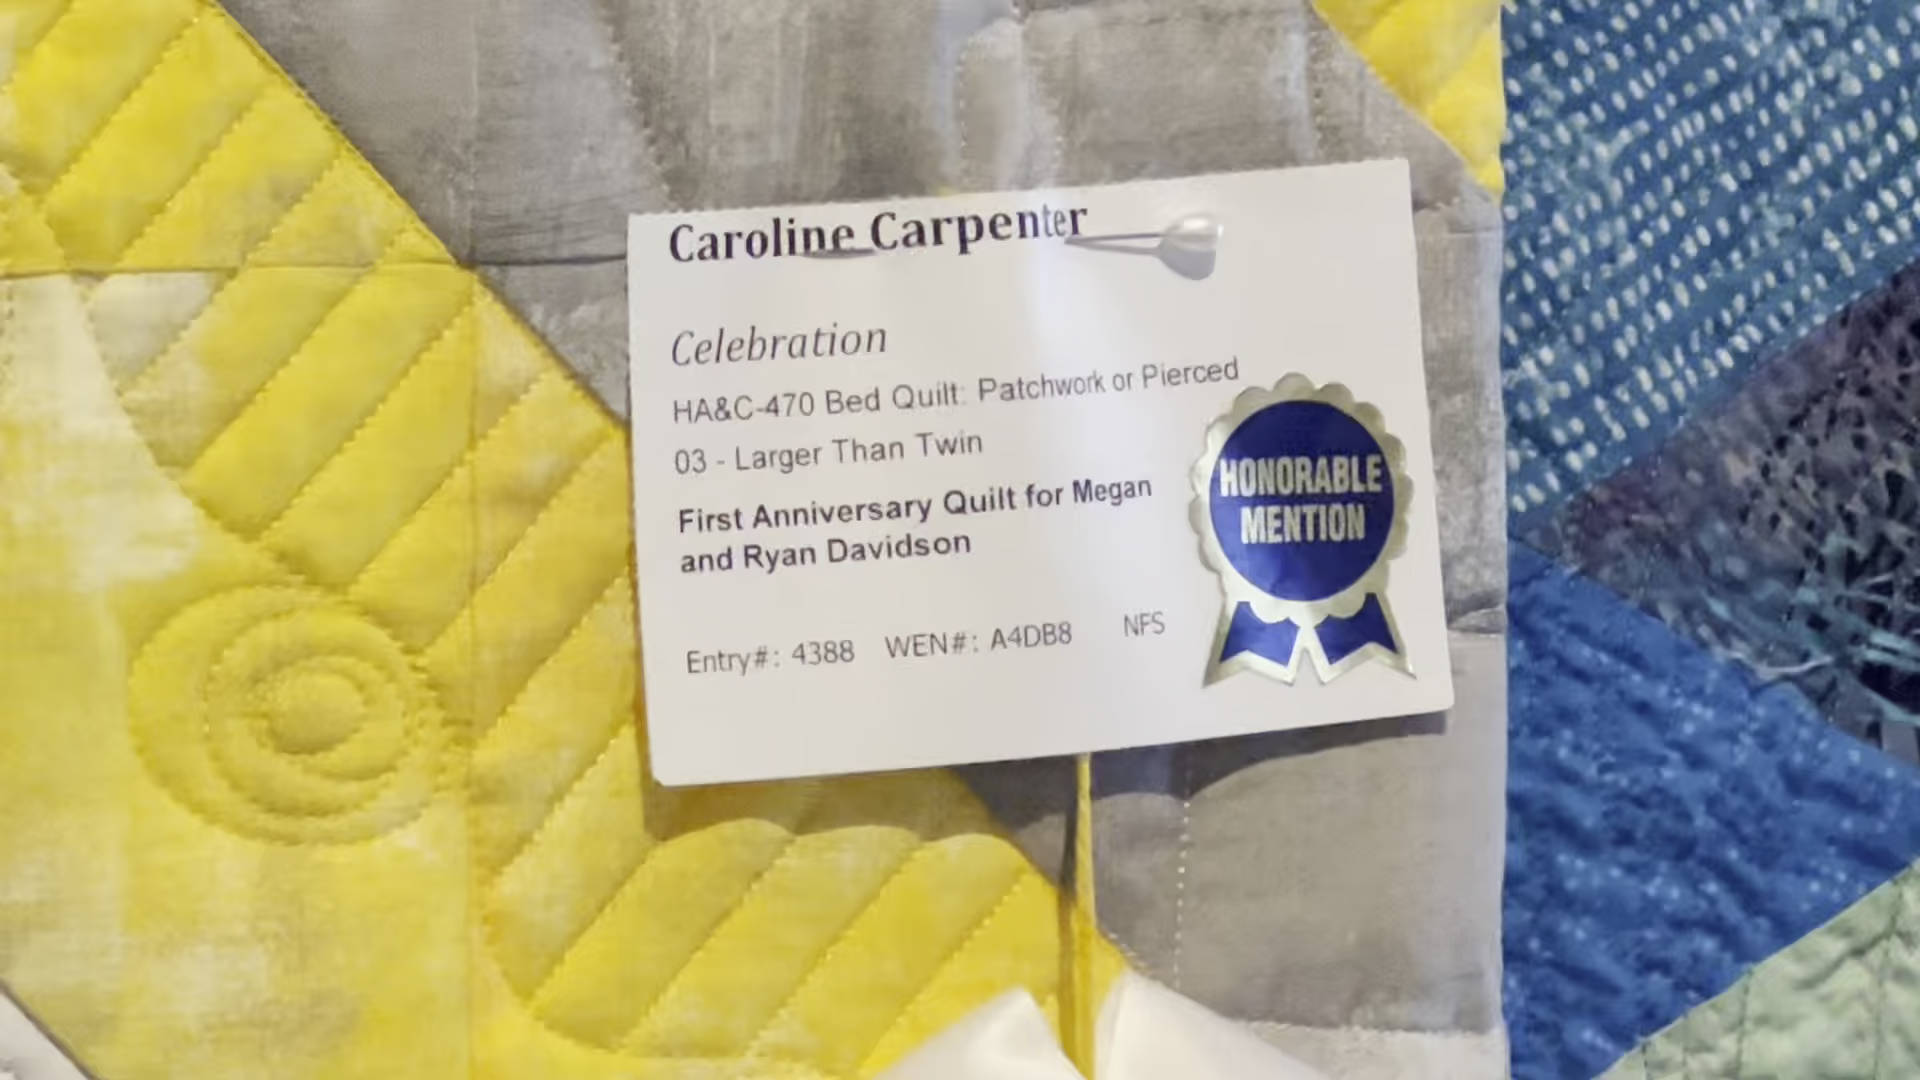 Caroline Carpenter
Celebration
HA&C-470 Bed Quilt: Patchwork or Pierced
03 - Larger Than Twin
First Anniversary Quilt for Megan
and Ryan Davidson
Entry#: 4388 WEN#: A4DB8 NFS
HONORABLE
MENTION